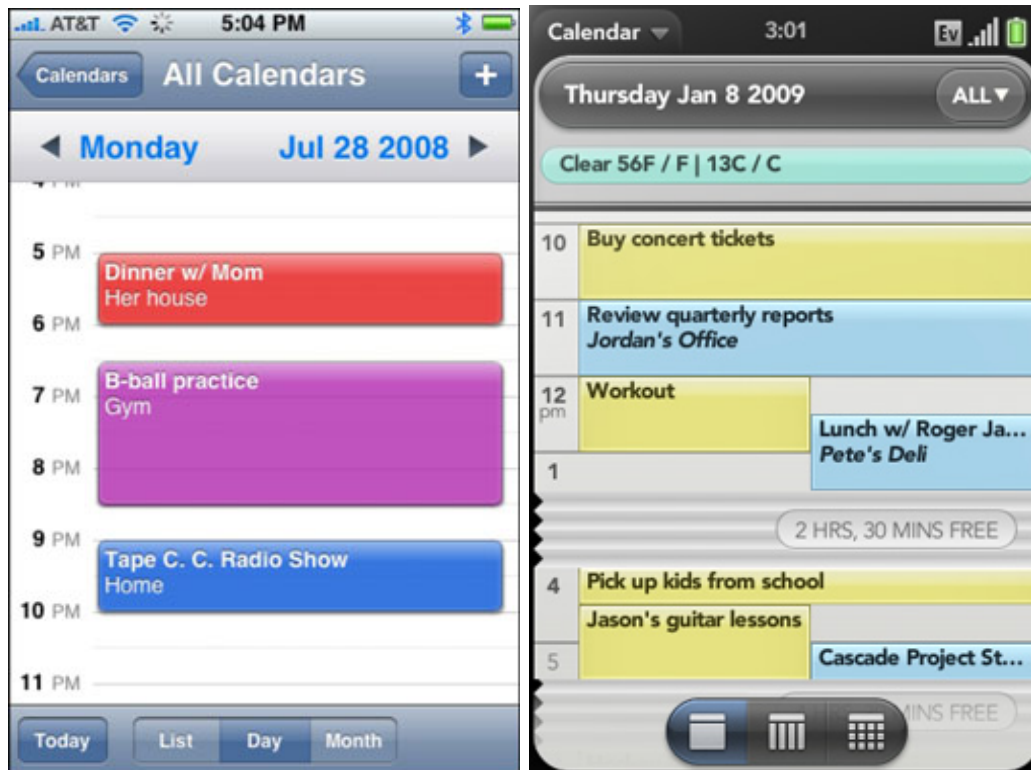 AT&T 5:04 PM
Calendars All Calendars +
Monday Jul 28 2008
5 PM
Dinner w/ Mom
Her house
6 PM
B-ball practice
7 PM
Gym
8 PM
9 PM
Tape C. C. Radio Show
Home
10 PM
11 PM
Today List Day Month
Calendar 3:01 Ev
Thursday Jan 8 2009 ALL
Clear 56F / F | 13C / C
10 Buy concert tickets
11 Review quarterly reports
Jordan's Office
12 Workout
pm
Lunch w/ Roger Ja...
Pete's Deli
1
2 HRS, 30 MINS FREE
4 Pick up kids from school
Jason's guitar lessons
5 Cascade Project St...
MINS FREE